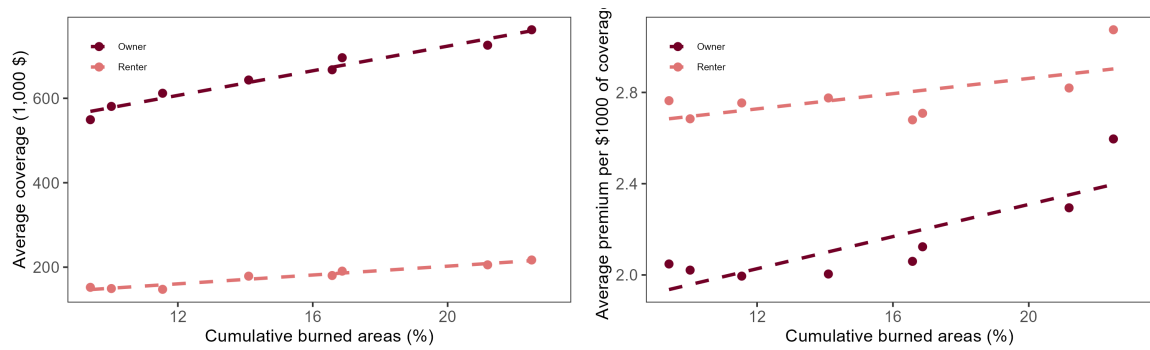 Average coverage (1,000 $)
600
400
200
Owner
Renter
12
16
20
Cumulative burned areas (%)
Average premium per $1000 of coverage
2.8
2.4
2.0
Owner
Renter
12
16
20
Cumulative burned areas (%)